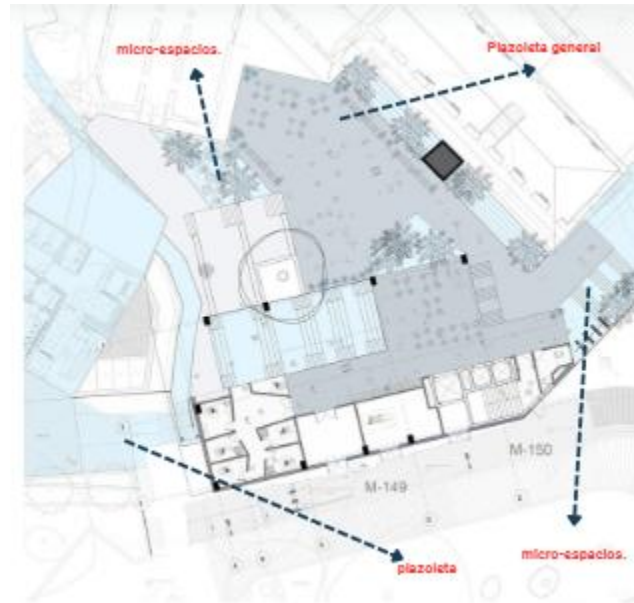 micro-espacios.
Plazoleta general
M-150
M-149
micro-espacios.
plazoleta